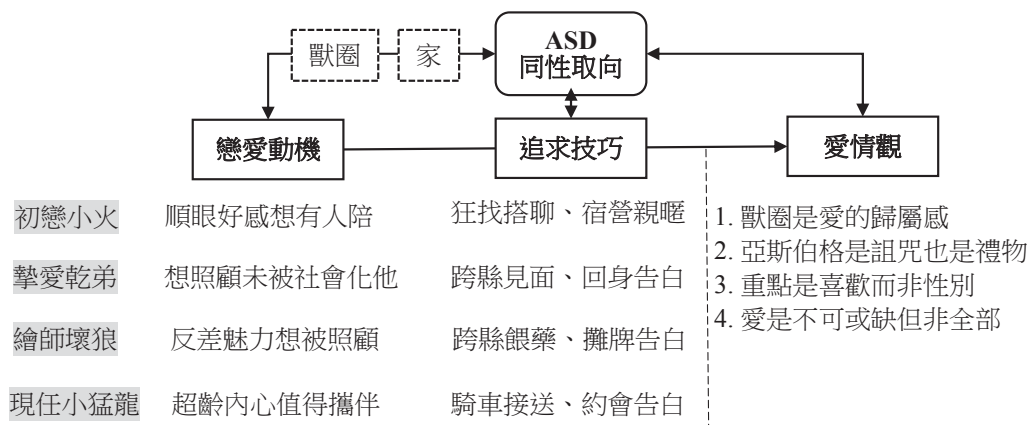 獸圈
家
ASD
同性取向
戀愛動機
追求技巧
愛情觀
初戀小火 順眼好感想有人陪 狂找搭聊、宿營親暱
摯愛乾弟 想照顧未被社會化他 跨縣見面、回身告白
繪師壞狼 反差魅力想被照顧 跨縣餵藥、攤牌告白
現任小猛龍 超齡內心值得攜伴 騎車接送、約會告白
1. 獸圈是愛的歸屬感
2. 亞斯伯格是詛咒也是禮物
3. 重點是喜歡而非性別
4. 愛是不可或缺但非全部